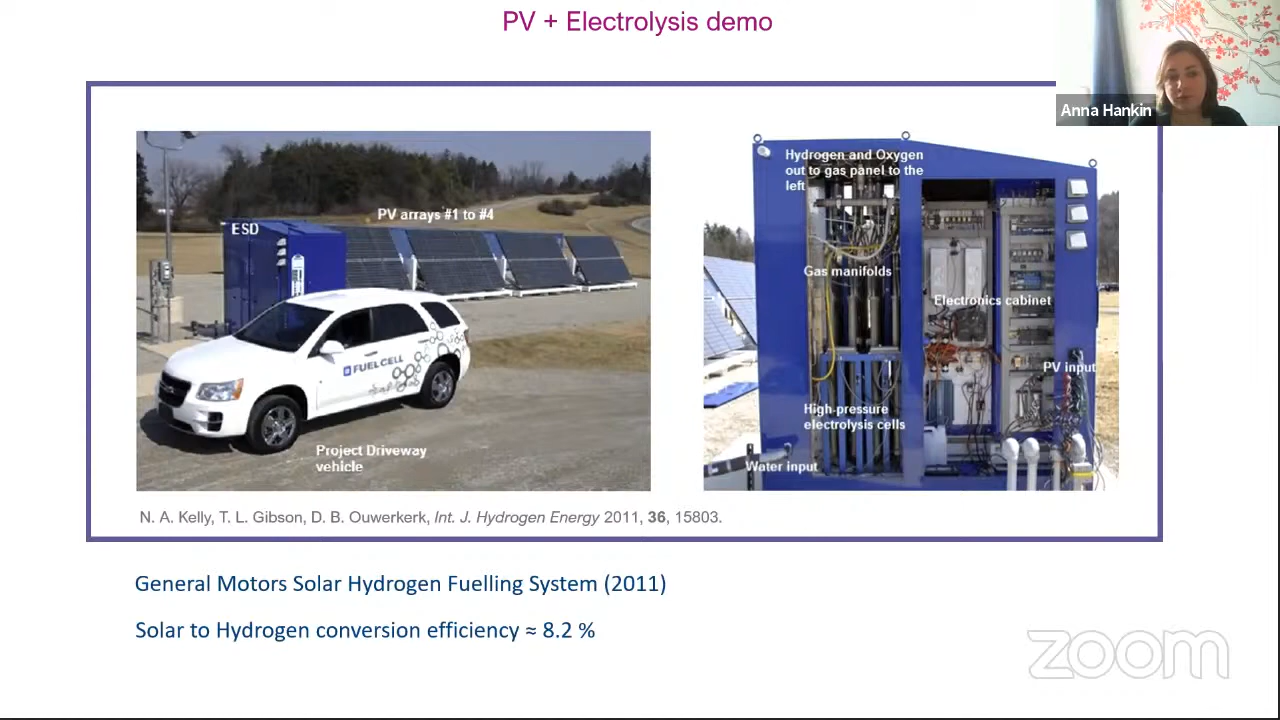 PV + Electrolysis demo
Anna Hankin
ESD
PV arrays #1 to #4
FUEL CELL
Project Driveway
vehicle
Hydrogen and Oxygen
out to gas panel to the
left
Gas manifolds
Electronics cabinet
PV input
High-pressure
electrolysis cells
Water input
N. A. Kelly, T. L. Gibson, D. B. Ouwerkerk, Int. J. Hydrogen Energy 2011, 36, 15803.
General Motors Solar Hydrogen Fuelling System (2011)
Solar to Hydrogen conversion efficiency ≈ 8.2 %
zoom